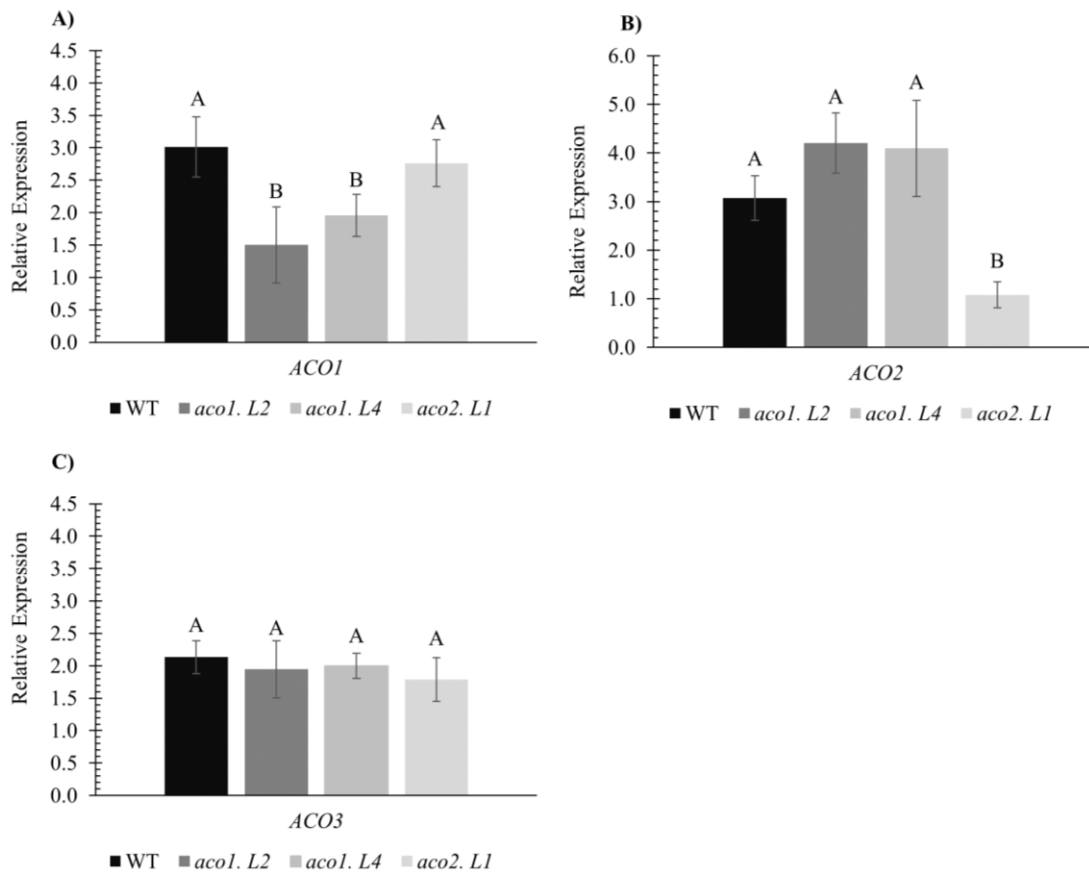 A)
4.5
4.0
3.5
3.0
2.5
2.0
1.5
1.0
0.5
0.0
Relative Expression
A
B
B
A
ACO1
WT aco1. L2 aco1. L4 aco2. L1
B)
6.0
5.0
4.0
3.0
2.0
1.0
0.0
Relative Expression
A
A
A
B
ACO2
WT aco1. L2 aco1. L4 aco2. L1
C)
4.5
4.0
3.5
3.0
2.5
2.0
1.5
1.0
0.5
0.0
Relative Expression
A
A
A
A
ACO3
WT aco1. L2 aco1. L4 aco2. L1